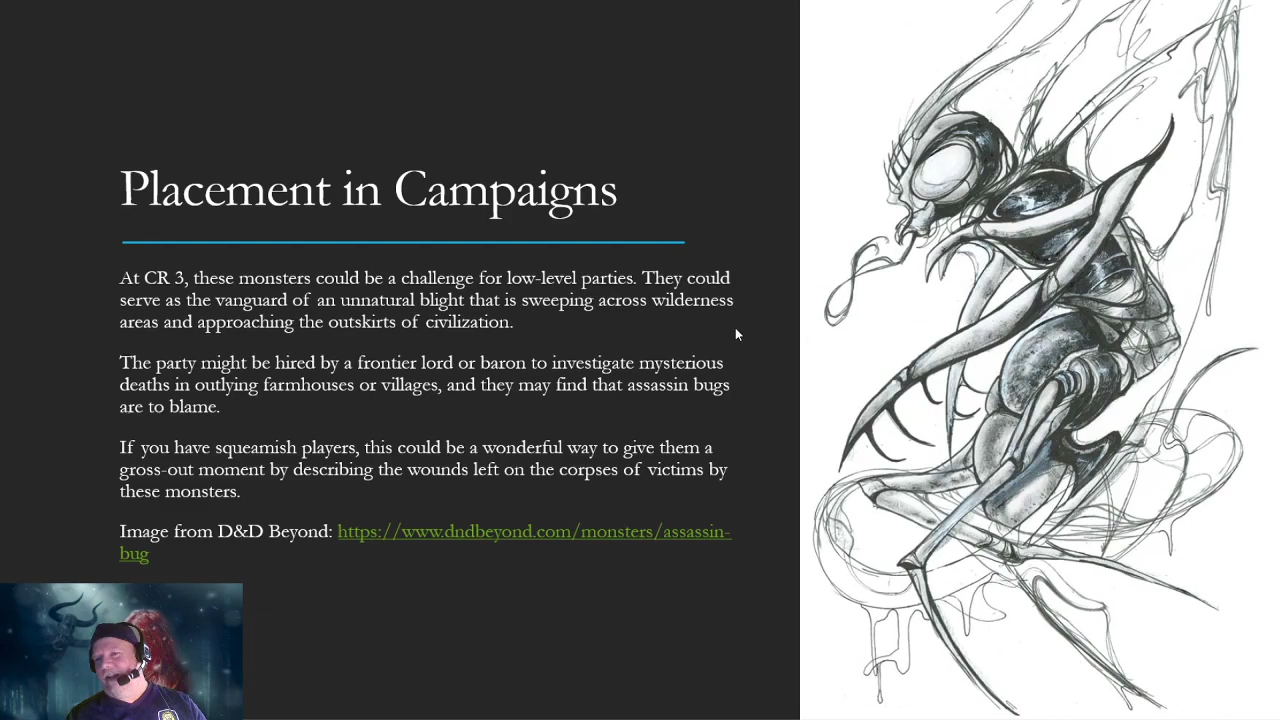 Placement in Campaigns
At CR 3, these monsters could be a challenge for low-level parties. They could
serve as the vanguard of an unnatural blight that is sweeping across wilderness
areas and approaching the outskirts of civilization.
The party might be hired by a frontier lord or baron to investigate mysterious
deaths in outlying farmhouses or villages, and they may find that assassin bugs
are to blame.
If you have squeamish players, this could be a wonderful way to give them a
gross-out moment by describing the wounds left on the corpses of victims by
these monsters.
Image from D&D Beyond: https://www.dndbeyond.com/monsters/assassin-
bug